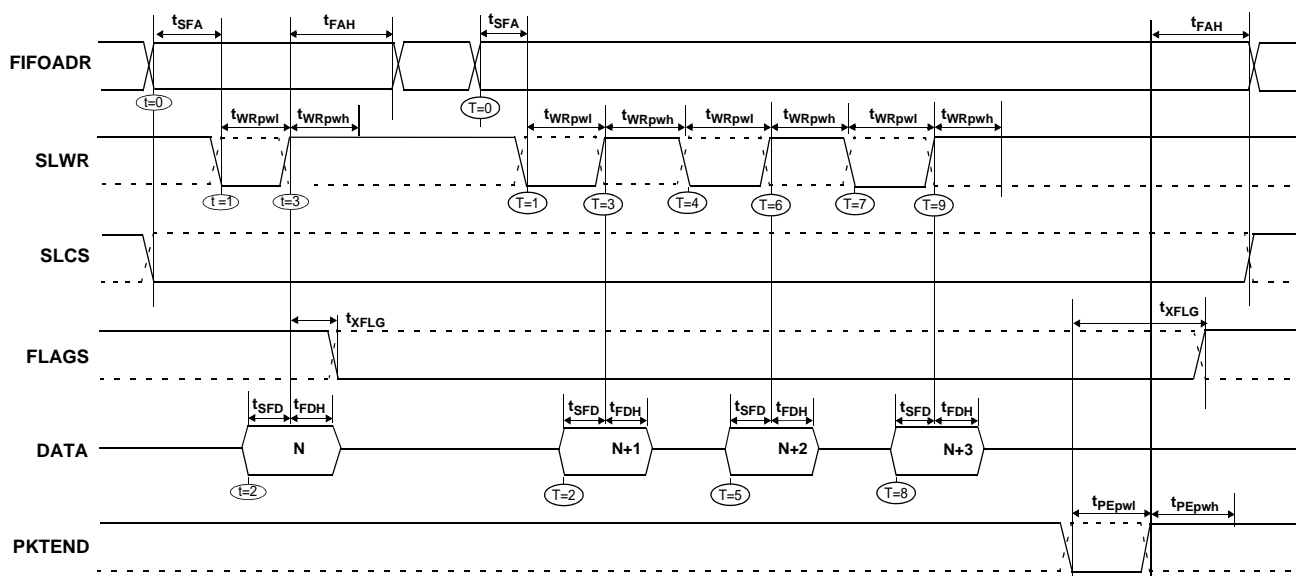 tSFA tFAH tSFA tFAH
FIFOADR
t=0 T=0
tWRpwl tWRpwh tWRpwl tWRpwh tWRpwl tWRpwh tWRpwl tWRpwh
SLWR
t =1 t=3 T=1 T=3 T=4 T=6 T=7 T=9
SLCS
tXFLG tXFLG
FLAGS
tSFD tFDH tSFD tFDH tSFD tFDH tSFD tFDH
DATA N N+1 N+2 N+3
t=2 T=2 T=5 T=8
tPEpwl tPEpwh
PKTEND